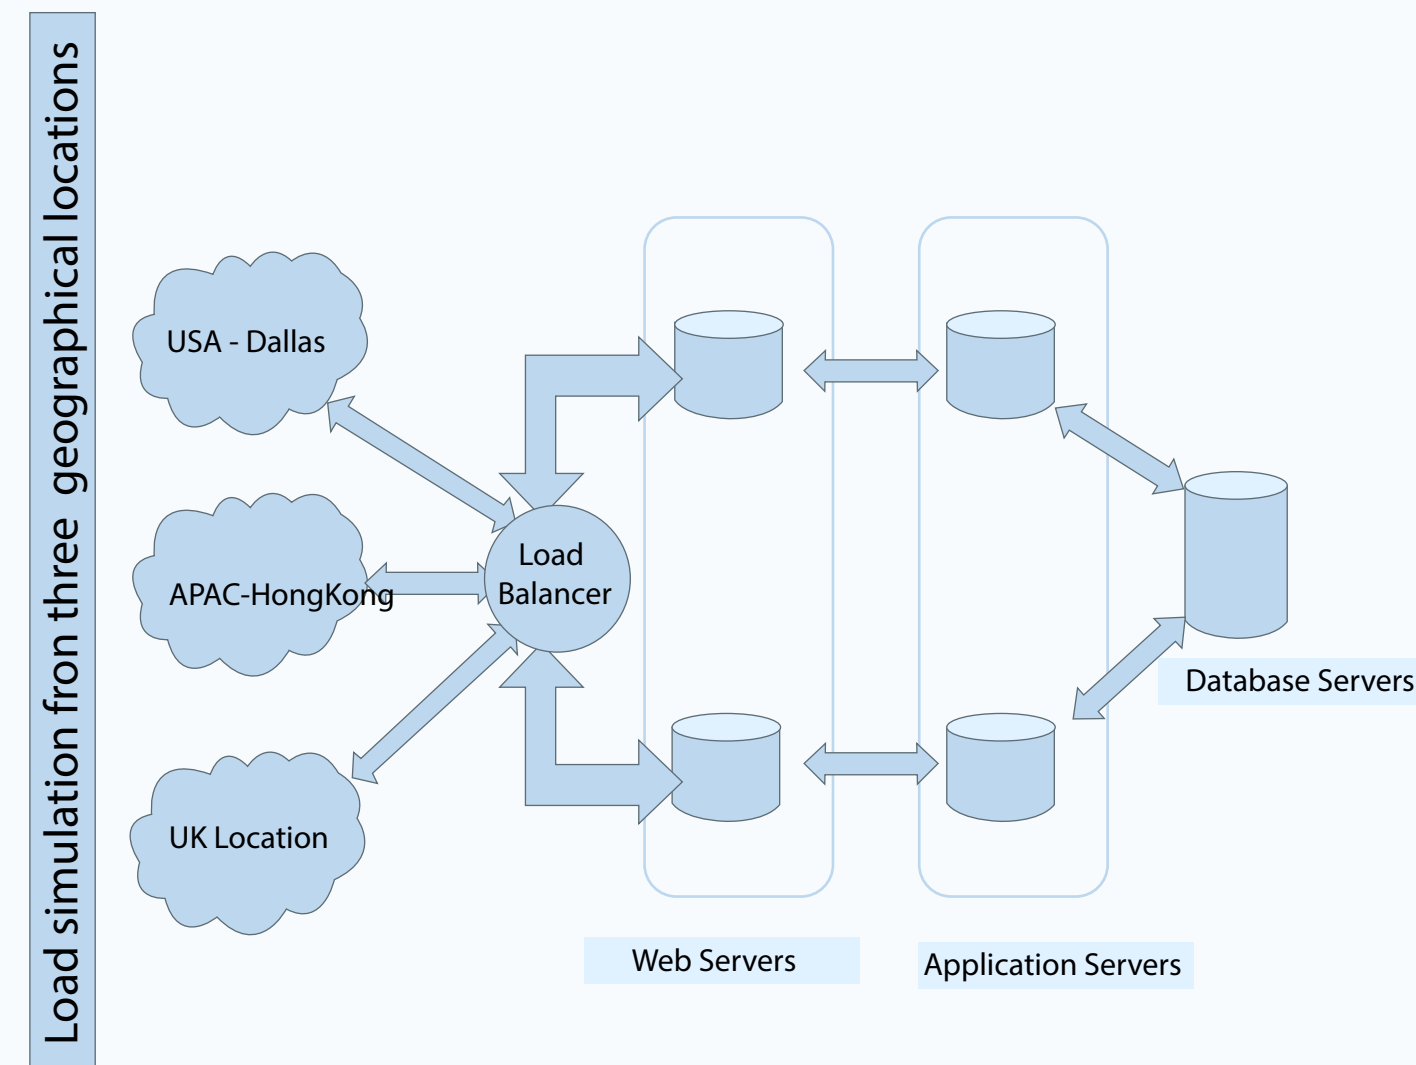 Load simulation fron three  geographical locations
USA - Dallas
APAC-HongKong
UK Location
Load
Balancer
Database Servers
Web Servers
Application Servers